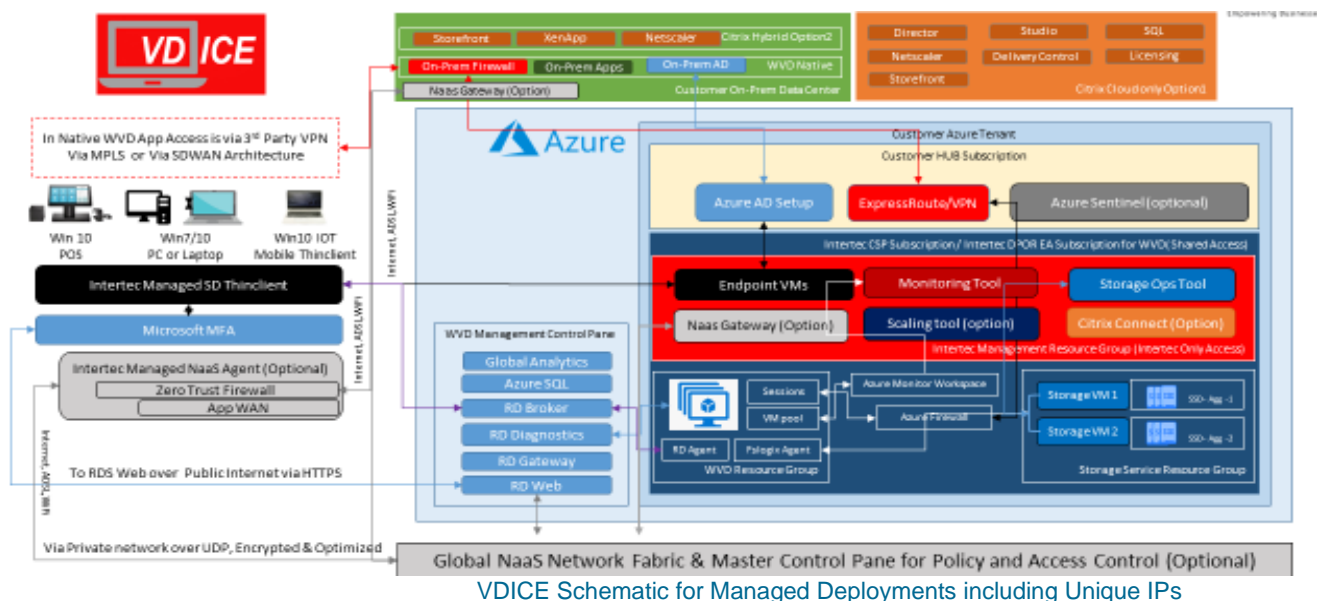 Empowering Businesse
VD ICE
Storefront
XenApp
Netscaler
Citrix Hybrid Option2
On-Prem Firewall
On-Prem Apps
On-Prem AD
WVD Native
Naas Gateway (Option)
Customer On-Prem Data Center
Director
Studio
SQL
Netscaler
Delivery Control
Licensing
Storefront
Citrix Cloud only Option1
In Native WVD App Access is via 3rd Party VPN
Via MPLS or Via SDWAN Architecture
Win 10
POS
Win7/10
PC or Laptop
Win10 IOT
Mobile Thinclient
Intertec Managed SD Thinclient
Microsoft MFA
Intertec Managed NaaS Agent (Optional)
Zero Trust Firewall
App WAN
Internet, ADSL, WiFi
Internet, ADSL, WiFi
Internet, ADSL, Wifi
To RDS Web over Public Internet via HTTPS
Via Private network over UDP, Encrypted & Optimized
Azure
Customer Azure Tenant
Customer HUB Subscription
Azure AD Setup
ExpressRoute/VPN
Azure Sentinel (optional)
Intertec CSP Subscription / Intertec DPOR EA Subscription for WVD( Shared Access)
Endpoint VMs
Monitoring Tool
Storage Ops Tool
Naas Gateway (Option)
Scaling tool (option)
Citrix Connect (Option)
Intertec Management Resource Group (Intertec Only Access)
WVD Management Control Pane
Global Analytics
Azure SQL
RD Broker
RD Diagnostics
RD Gateway
RD Web
Sessions
VM pool
RD Agent
Fslogix Agent
WVD Resource Group
Azure Monitor Workspace
Azure Firewall
Storage VM 1
SSD- Agg -1
Storage VM 2
SSD- Agg -2
Storage Service Resource Group
Global NaaS Network Fabric & Master Control Pane for Policy and Access Control (Optional)
VDICE Schematic for Managed Deployments including Unique IPs